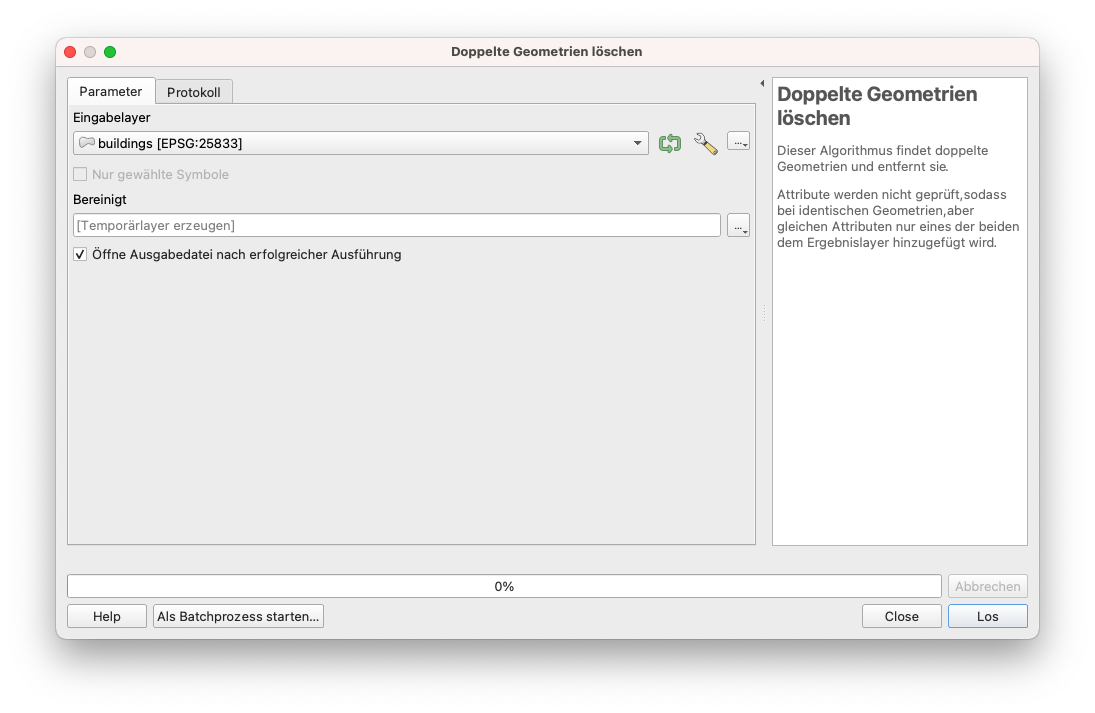 Doppelte Geometrien löschen
Parameter
Protokoll
Eingabelayer
buildings [EPSG:25833]
...
Nur gewählte Symbole
Bereinigt
[Temporärlayer erzeugen]
...
Öffne Ausgabedatei nach erfolgreicher Ausführung
Doppelte Geometrien
löschen
Dieser Algorithmus findet doppelte
Geometrien und entfernt sie.
Attribute werden nicht geprüft,sodass
bei identischen Geometrien,aber
gleichen Attributen nur eines der beiden
dem Ergebnislayer hinzugefügt wird.
0%
Abbrechen
Help
Als Batchprozess starten...
Close
Los